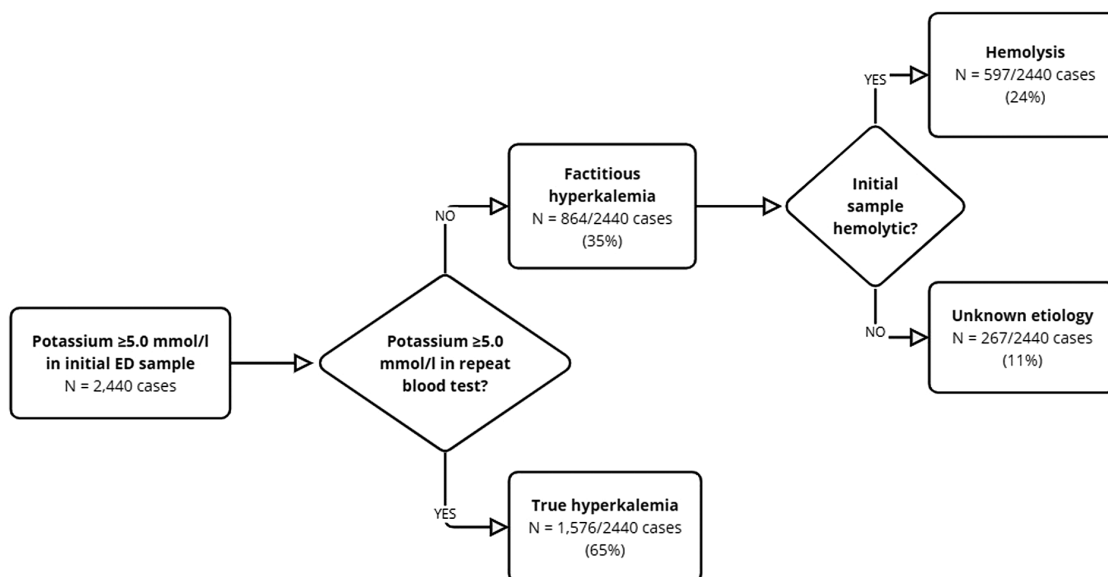 Hemolysis
N = 597/2440 cases
(24%)
YES
Factitious
hyperkalemia
N = 864/2440 cases
(35%)
Initial
sample
hemolytic?
NO
NO
Unknown etiology
N = 267/2440 cases
(11%)
Potassium ≥5.0 mmol/l
in initial ED sample
N = 2,440 cases
Potassium ≥5.0
mmol/l in repeat
blood test?
YES
True hyperkalemia
N = 1,576/2440 cases
(65%)